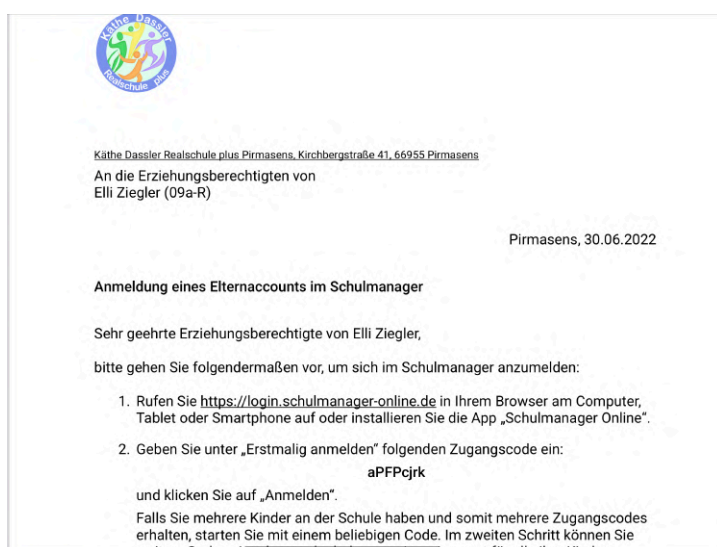 Käthe Dassler
Realschule plus
Käthe Dassler Realschule plus Pirmasens, Kirchbergstraße 41, 66955 Pirmasens
An die Erziehungsberechtigten von
Elli Ziegler (09a-R)
Pirmasens, 30.06.2022
Anmeldung eines Elternaccounts im Schulmanager
Sehr geehrte Erziehungsberechtigte von Elli Ziegler,
bitte gehen Sie folgendermaßen vor, um sich im Schulmanager anzumelden:
1. Rufen Sie https://login.schulmanager-online.de in Ihrem Browser am Computer,
Tablet oder Smartphone auf oder installieren Sie die App „Schulmanager Online“.
2. Geben Sie unter „Erstmalig anmelden“ folgenden Zugangscode ein:
aPFPcjrk
und klicken Sie auf „Anmelden“.
Falls Sie mehrere Kinder an der Schule haben und somit mehrere Zugangscodes
erhalten, starten Sie mit einem beliebigen Code. Im zweiten Schritt können Sie